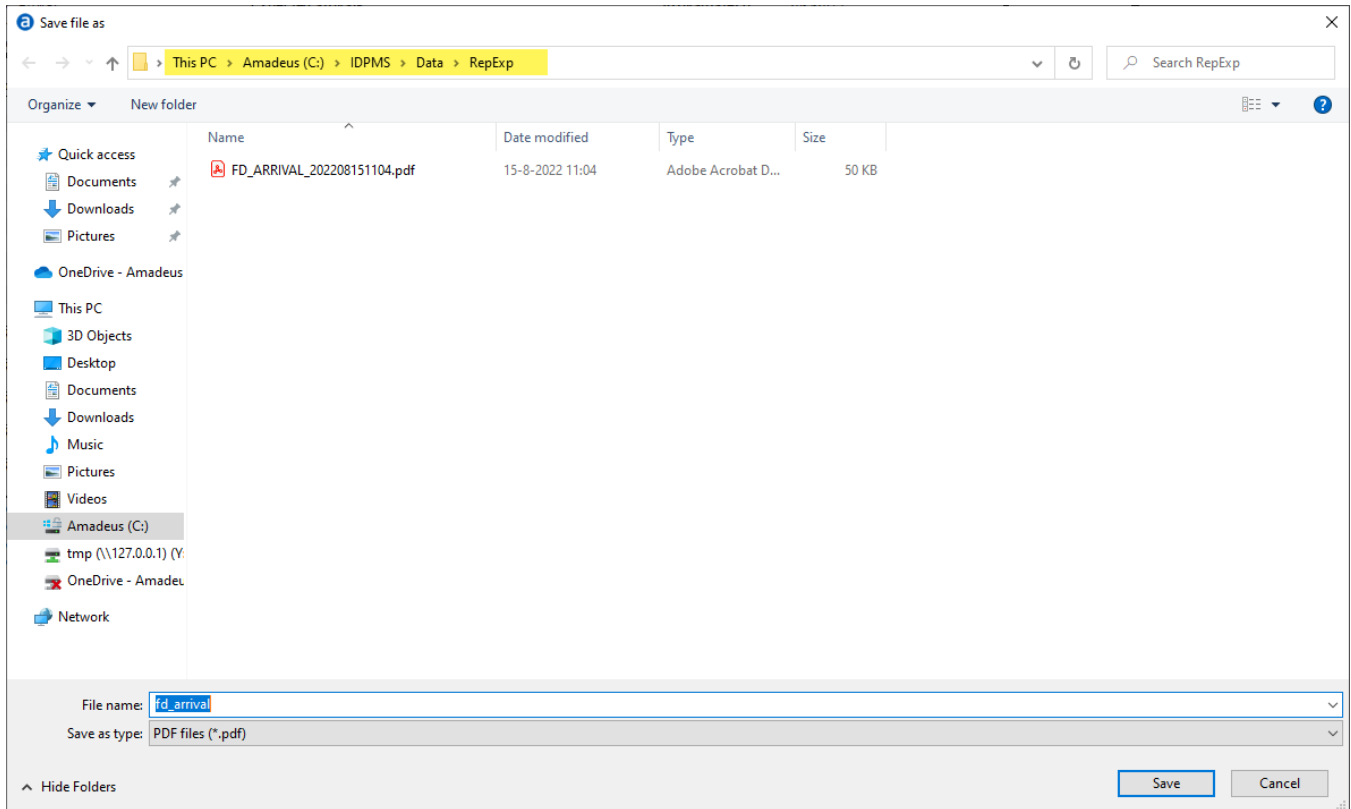 Save file as
This PC > Amadeus (C:) > IDPMS > Data > RepExp
Search RepExp
Organize
New folder
Name Date modified Type Size
FD_ARRIVAL_202208151104.pdf 15-8-2022 11:04 Adobe Acrobat D... 50 KB
Quick access
Documents
Downloads
Pictures
OneDrive - Amadeus
This PC
3D Objects
Desktop
Documents
Downloads
Music
Pictures
Videos
Amadeus (C:)
tmp (\\127.0.0.1) (Y:
OneDrive - Amadeu
Network
File name: fd_arrival
Save as type: PDF files (*.pdf)
Hide Folders
Save Cancel